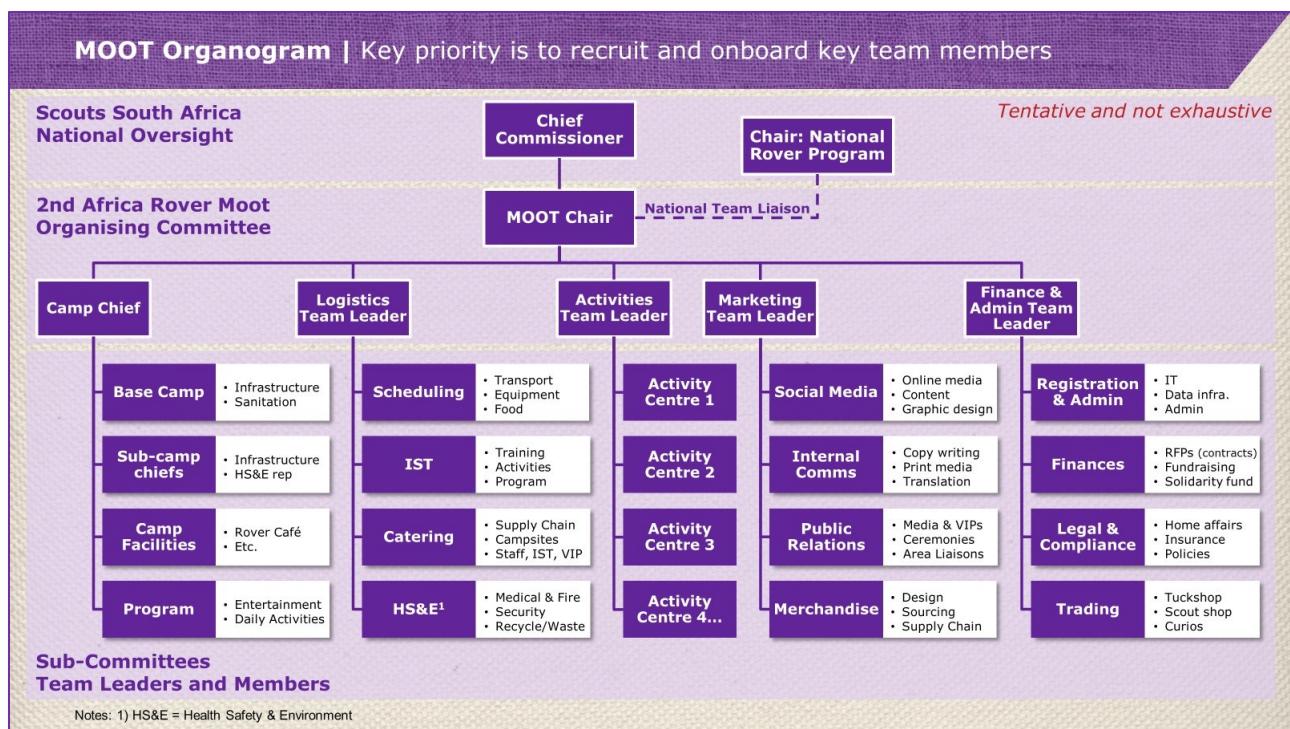 MOOT Organogram | Key priority is to recruit and onboard key team members
Scouts South Africa
National Oversight
Chief
Commissioner
Chair: National
Rover Program
Tentative and not exhaustive
2nd Africa Rover Moot
Organising Committee
MOOT Chair
National Team Liaison
Camp Chief
Logistics
Team Leader
Activities
Team Leader
Marketing
Team Leader
Finance &
Admin Team
Leader
Base Camp
• Infrastructure
• Sanitation
Sub-camp
chiefs
• Infrastructure
• HS&E rep
Camp
Facilities
• Rover Café
• Etc.
Program
• Entertainment
• Daily Activities
Scheduling
• Transport
• Equipment
• Food
IST
• Training
• Activities
• Program
Catering
• Supply Chain
• Campsites
• Staff, IST, VIP
HS&E¹
• Medical & Fire
• Security
• Recycle/Waste
Activity
Centre 1
Activity
Centre 2
Activity
Centre 3
Activity
Centre 4...
Social Media
• Online media
• Content
• Graphic design
Internal
Comms
• Copy writing
• Print media
• Translation
Public
Relations
• Media & VIPs
• Ceremonies
• Area Liaisons
Merchandise
• Design
• Sourcing
• Supply Chain
Registration
& Admin
• IT
• Data infra.
• Admin
Finances
• RFPs (contracts)
• Fundraising
• Solidarity fund
Legal &
Compliance
• Home affairs
• Insurance
• Policies
Trading
• Tuckshop
• Scout shop
• Curios
Sub-Committees
Team Leaders and Members
Notes: 1) HS&E = Health Safety & Environment